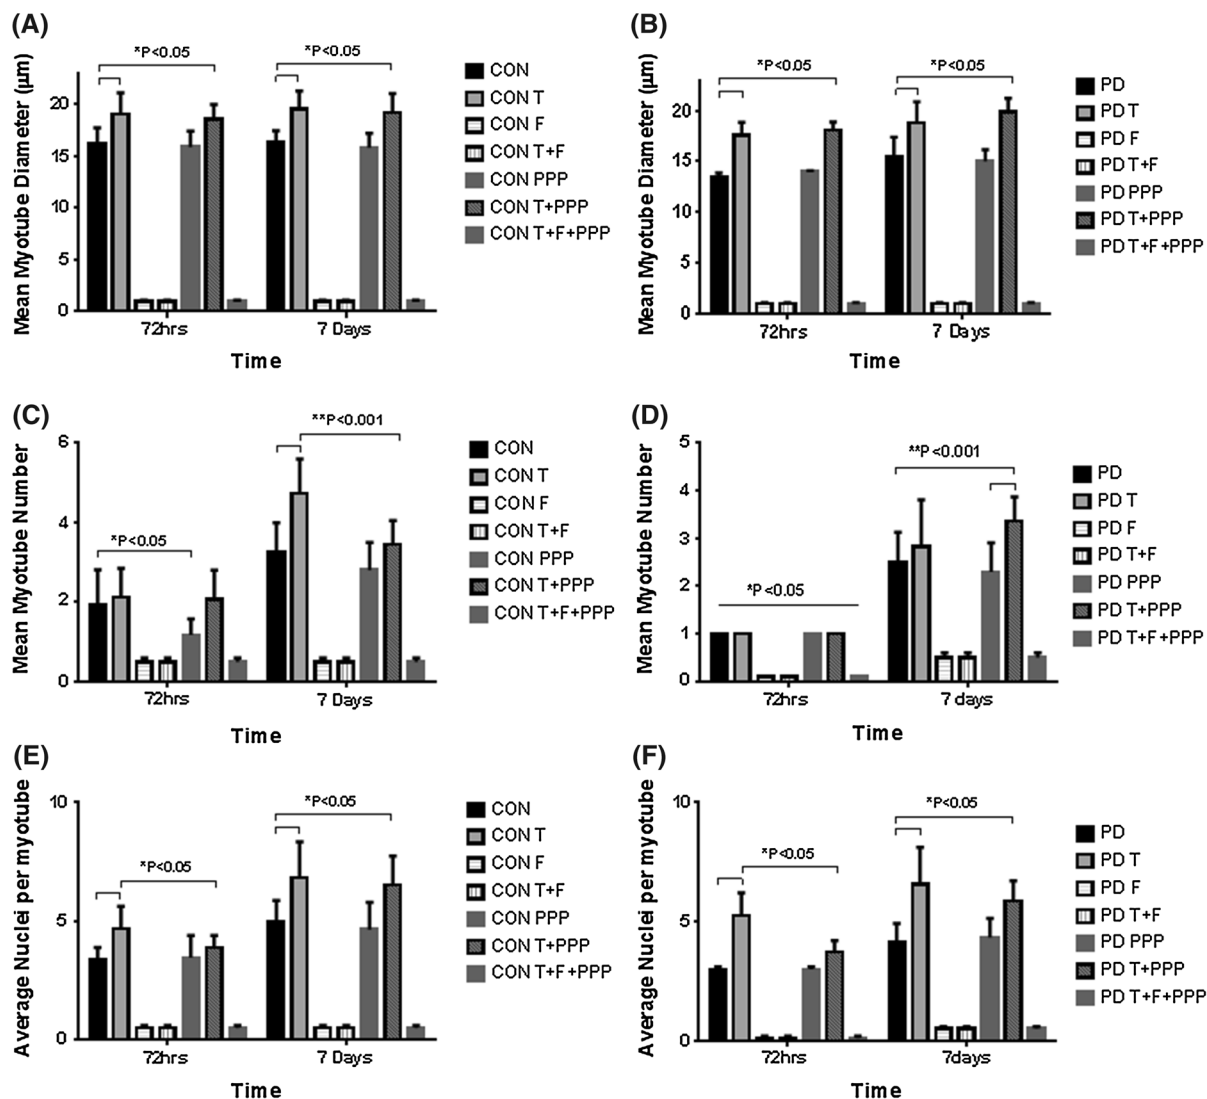 (A)
Mean Myotube Diameter (µm)
20
15
10
5
0
*P<0.05
*P<0.05
72hrs
7 Days
Time
CON
CON T
CON F
CON T+F
CON PPP
CON T+PPP
CON T+F+PPP
(B)
Mean Myotube Diameter (µm)
20
15
10
5
0
*P<0.05
*P<0.05
72hrs
7 Days
Time
PD
PD T
PD F
PD T+F
PD PPP
PD T+PPP
PD T+F+PPP
(C)
Mean Myotube Number
6
4
2
0
*P<0.05
**P<0.001
72hrs
7 Days
Time
CON
CON T
CON F
CON T+F
CON PPP
CON T+PPP
CON T+F+PPP
(D)
Mean Myotube Number
5
4
3
2
1
0
*P<0.05
**P<0.001
72hrs
7 days
Time
PD
PD T
PD F
PD T+F
PD PPP
PD T+PPP
PD T+F+PPP
(E)
Average Nuclei per myotube
10
5
0
*P<0.05
*P<0.05
72hrs
7 Days
Time
CON
CON T
CON F
CON T+F
CON PPP
CON T+PPP
CON T+F+PPP
(F)
Average Nuclei per myotube
10
5
0
*P<0.05
*P<0.05
72hrs
7days
Time
PD
PD T
PD F
PD T+F
PD PPP
PD T+PPP
PD T+F+PPP